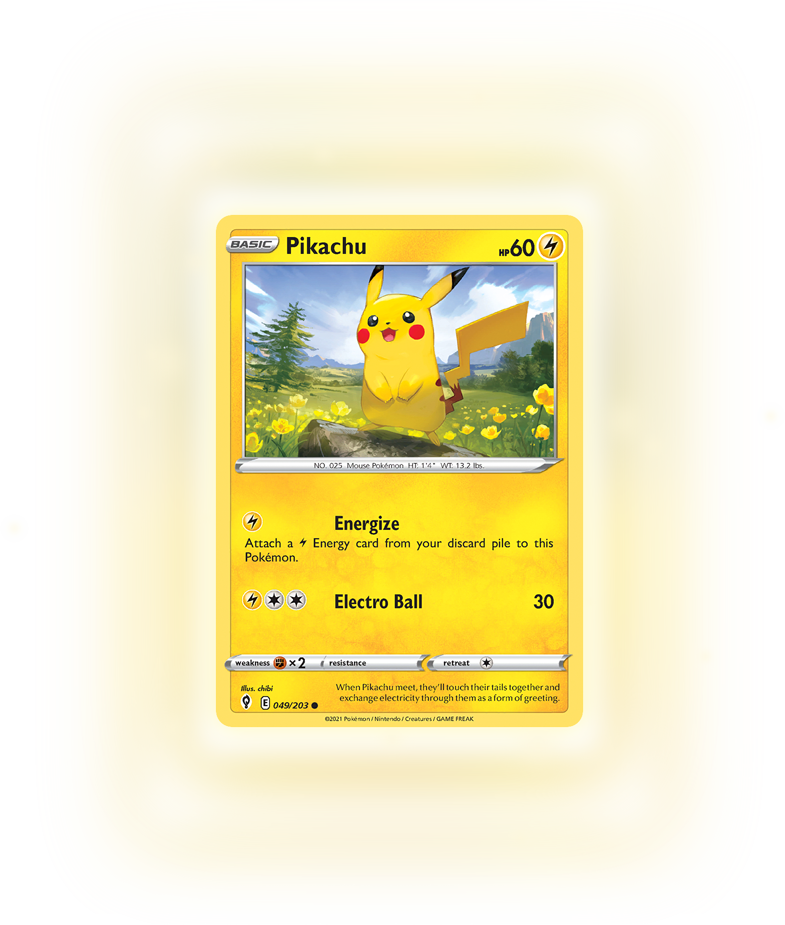 BASIC Pikachu HP60
NO. 025 Mouse Pokémon HT: 1'4" WT: 13.2 lbs.
Energize
Attach a Energy card from your discard pile to this
Pokémon.
Electro Ball 30
weakness ×2 resistance retreat
Illus. chibi
When Pikachu meet, they'll touch their tails together and
exchange electricity through them as a form of greeting.
E 049/203
©2021 Pokémon / Nintendo / Creatures / GAME FREAK